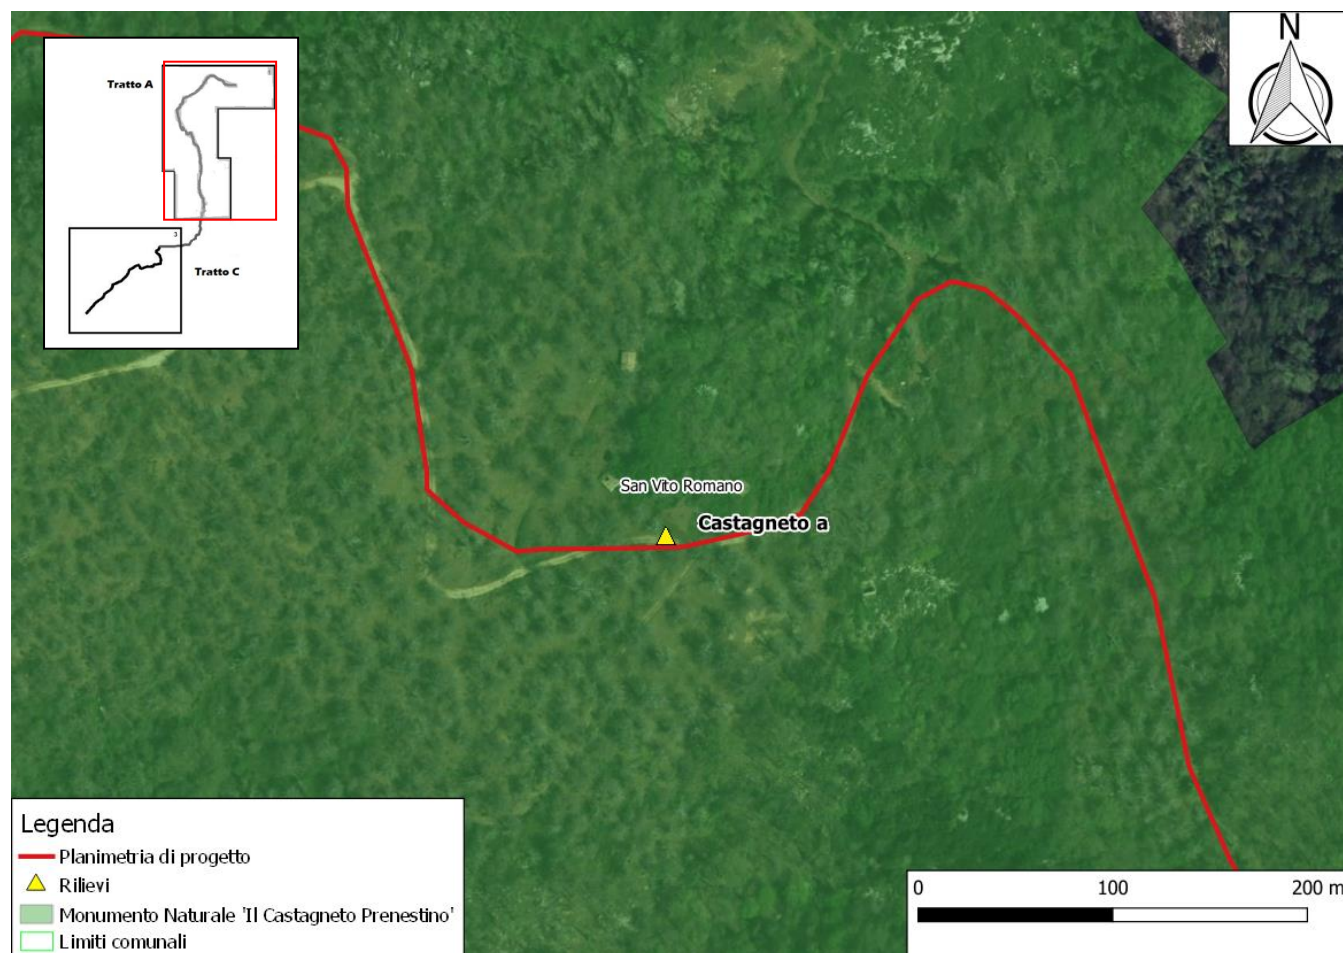 N
Tratto A
3
Tratto C
San Vito Romano
Castagneto a
Legenda
Planimetria di progetto
Rilievi
Monumento Naturale 'Il Castagneto Prenestino'
Limiti comunali
0 100 200 m